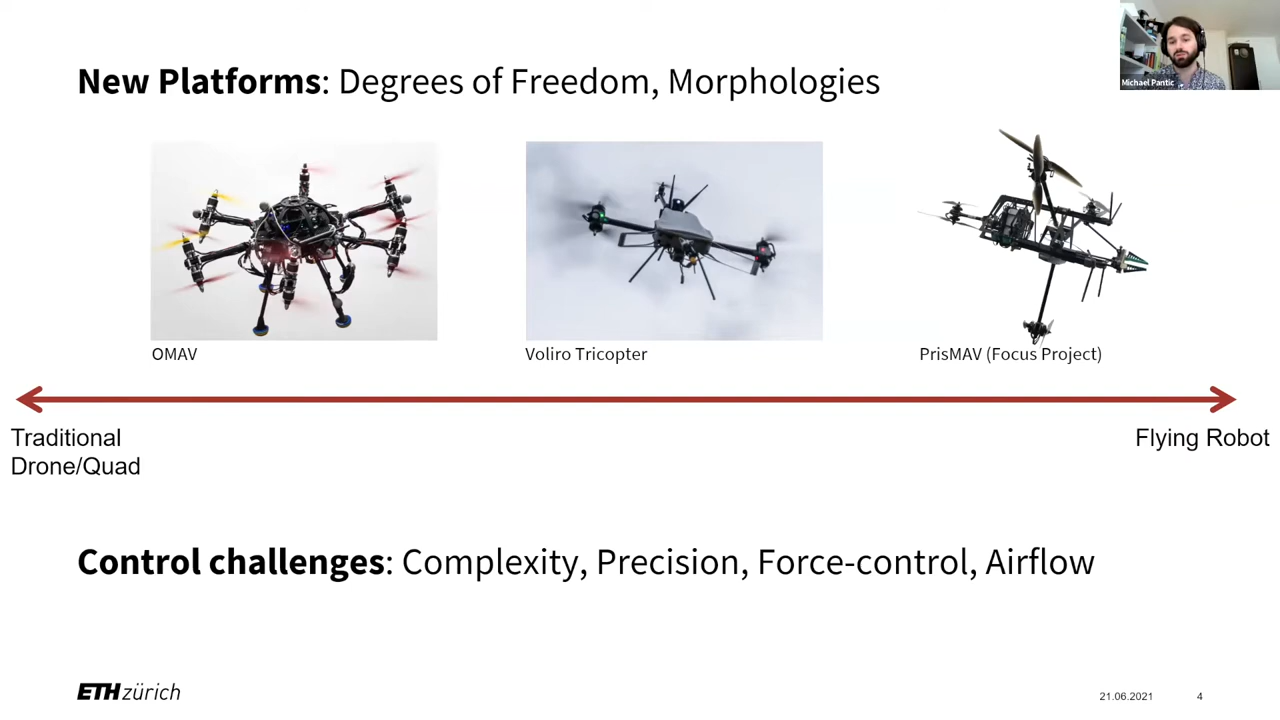 Michael Pantic
New Platforms: Degrees of Freedom, Morphologies
OMAV
Voliro Tricopter
PrisMAV (Focus Project)
Traditional
Drone/Quad
Flying Robot
Control challenges: Complexity, Precision, Force-control, Airflow
ETH zürich
21.06.2021
4